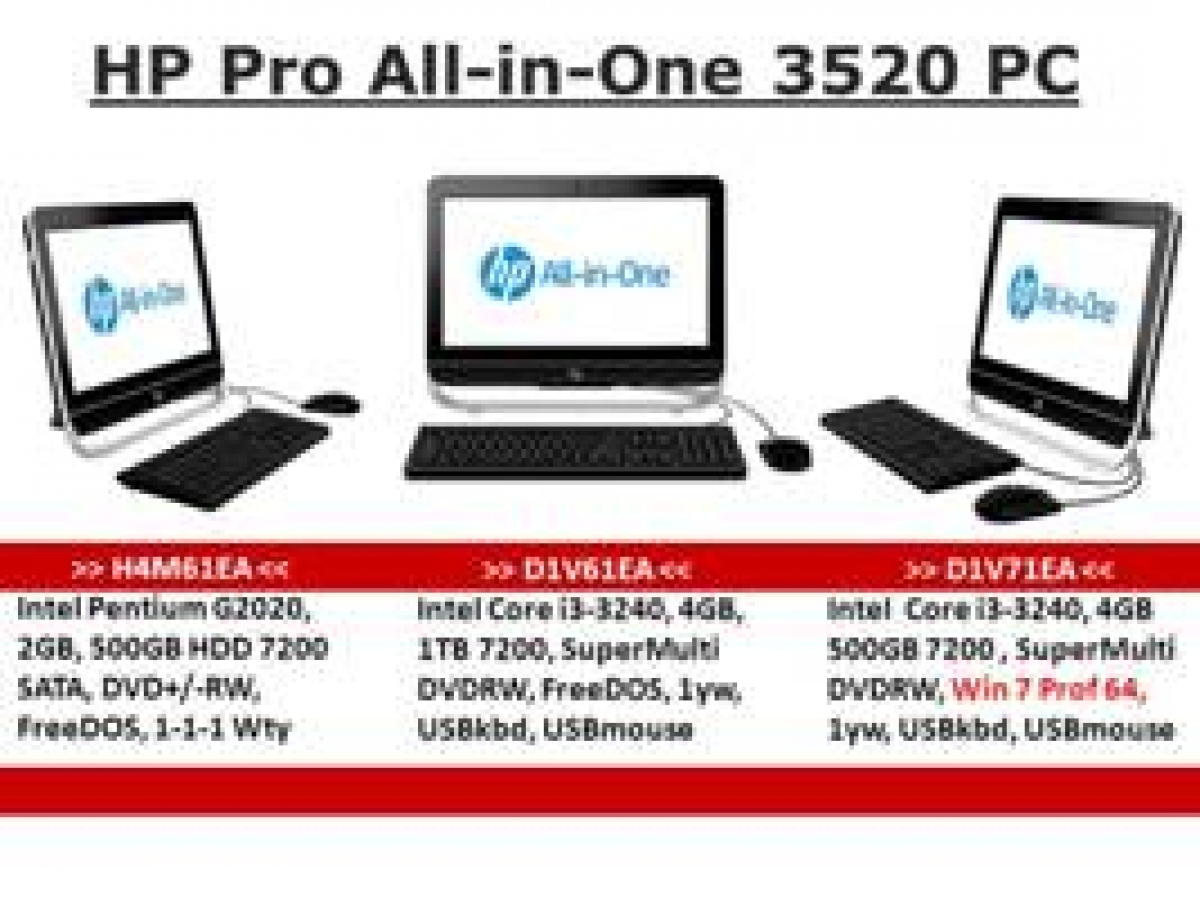 HP Pro All-in-One 3520 PC
hp All-in-One
hp All-in-One
hp All-in-One
>> H4M61EA <<
Intel Pentium G2020,
2GB, 500GB HDD 7200
SATA, DVD+/-RW,
FreeDOS, 1-1-1 Wty
>> D1V61EA <<
Intel Core i3-3240, 4GB,
1TB 7200, SuperMulti
DVDRW, FreeDOS, 1yw,
USBkbd, USBmouse
>> D1V71EA <<
Intel Core i3-3240, 4GB
500GB 7200 , SuperMulti
DVDRW, Win 7 Prof 64,
1yw, USBkbd, USBmouse